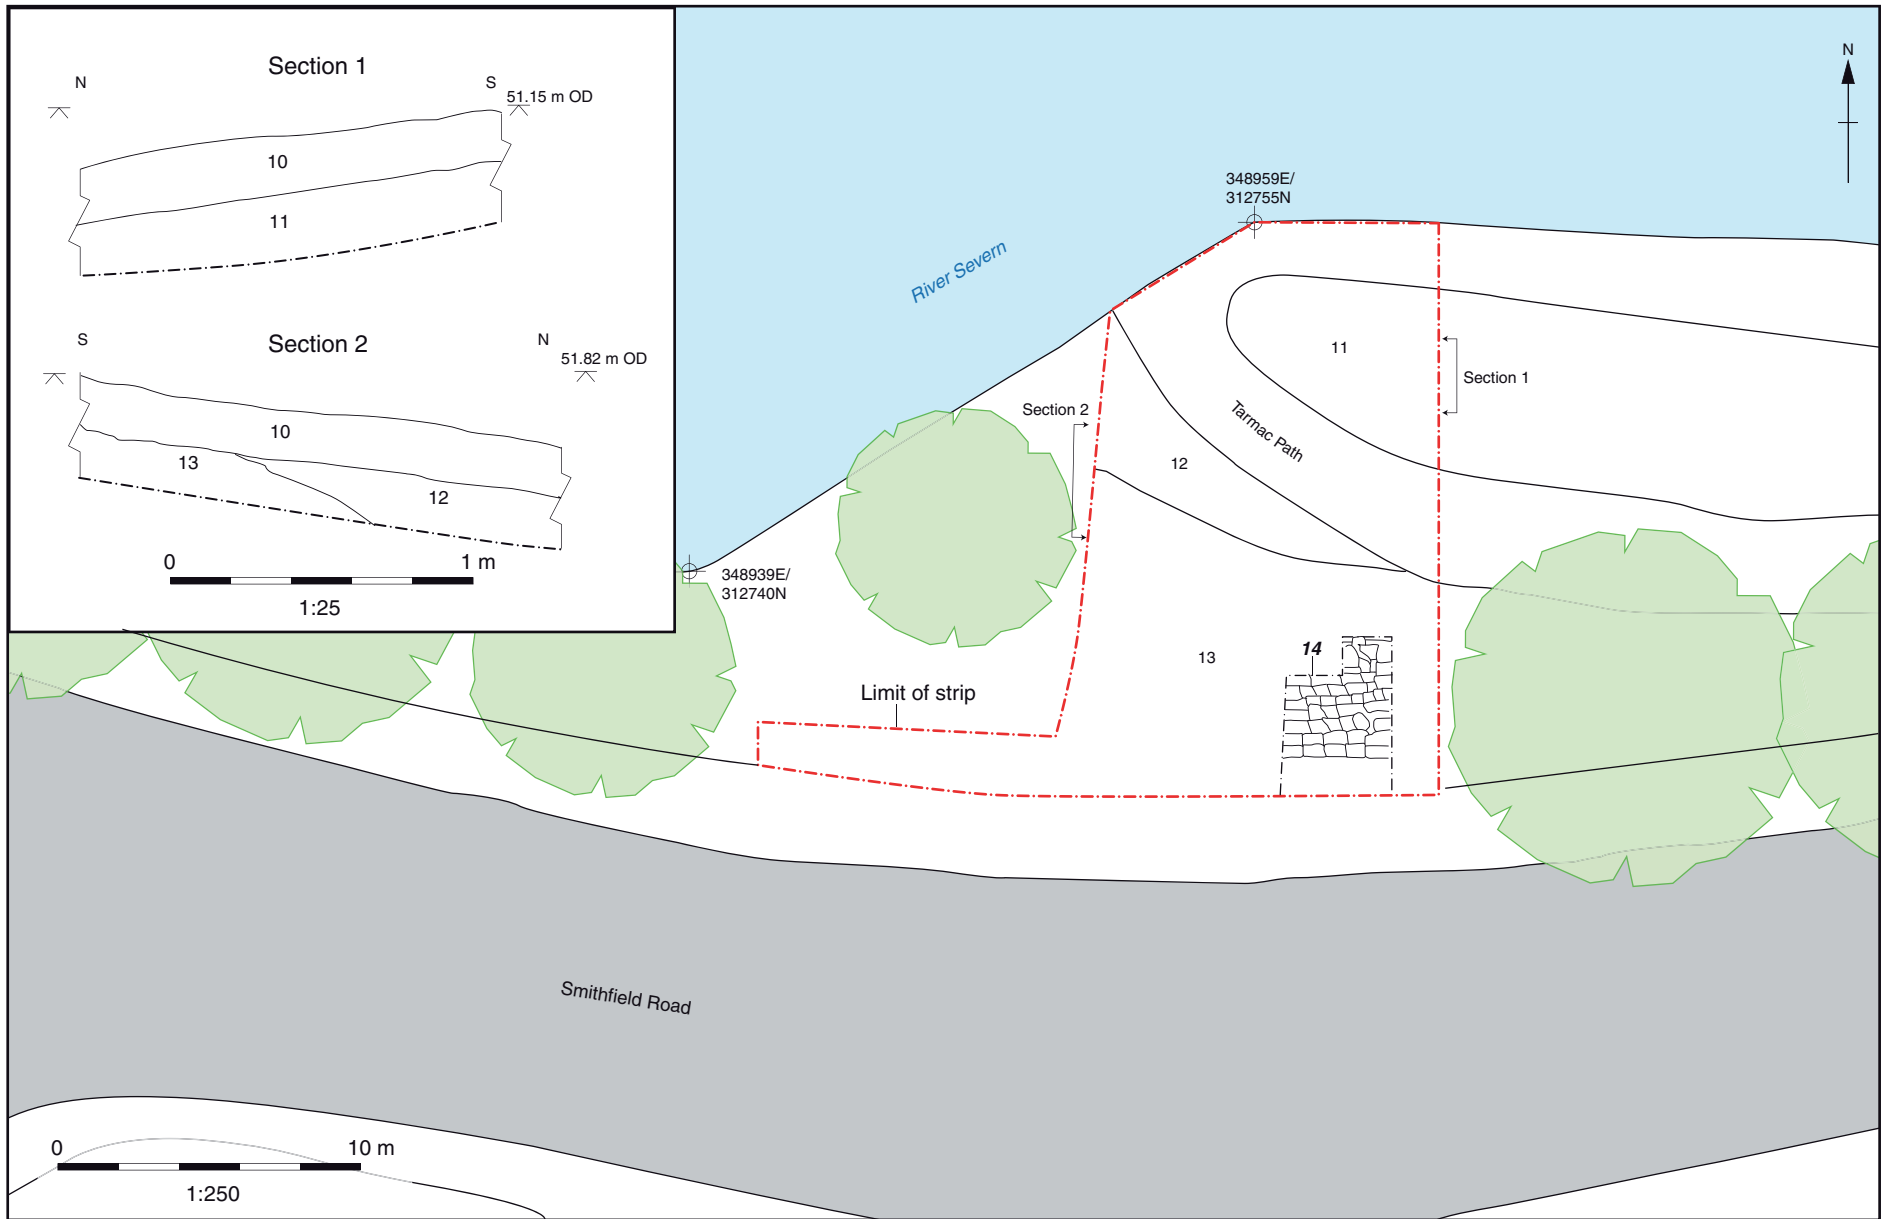 Section 1
N
S
51.15 m OD
10
11
Section 2
S
N
51.82 m OD
10
13
12
0
1 m
1:25
N
348959E/
312755N
River Severn
11
Section 1
Section 2
Tarmac Path
12
348939E/
312740N
14
13
Limit of strip
Smithfield Road
0
10 m
1:250